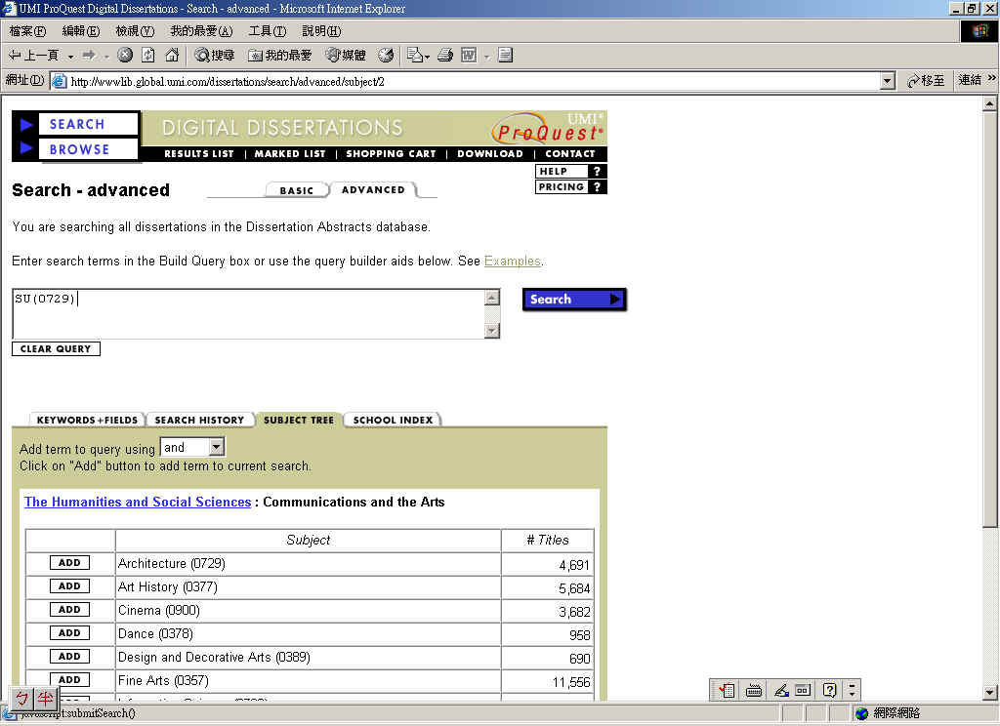 UMI ProQuest Digital Dissertations - Search - advanced - Microsoft Internet Explorer
檔案(F) 編輯(E) 檢視(V) 我的最愛(A) 工具(T) 說明(H)
上一頁 搜尋 我的最愛 媒體
網址(D) http://wwwlib.global.umi.com/dissertations/search/advanced/subject/2 移至 連結 »
SEARCH
BROWSE
DIGITAL DISSERTATIONS
UMI®
ProQuest®
RESULTS LIST | MARKED LIST | SHOPPING CART | DOWNLOAD | CONTACT
HELP ?
PRICING ?
Search - advanced
BASIC ADVANCED
You are searching all dissertations in the Dissertation Abstracts database.
Enter search terms in the Build Query box or use the query builder aids below. See Examples.
SU(0729)
Search
CLEAR QUERY
KEYWORDS+FIELDS SEARCH HISTORY SUBJECT TREE SCHOOL INDEX
Add term to query using and
Click on "Add" button to add term to current search.
The Humanities and Social Sciences : Communications and the Arts
Subject # Titles
ADD Architecture (0729) 4,691
ADD Art History (0377) 5,684
ADD Cinema (0900) 3,682
ADD Dance (0378) 958
ADD Design and Decorative Arts (0389) 690
ADD Fine Arts (0357) 11,556
ㄅ 半
javascript:submitSearch() 網際網路